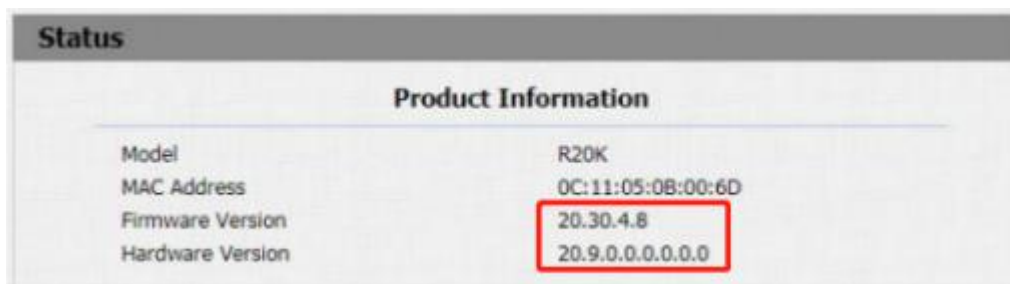 Status
Product Information
Model R20K
MAC Address 0C:11:05:0B:00:6D
Firmware Version 20.30.4.8
Hardware Version 20.9.0.0.0.0.0.0